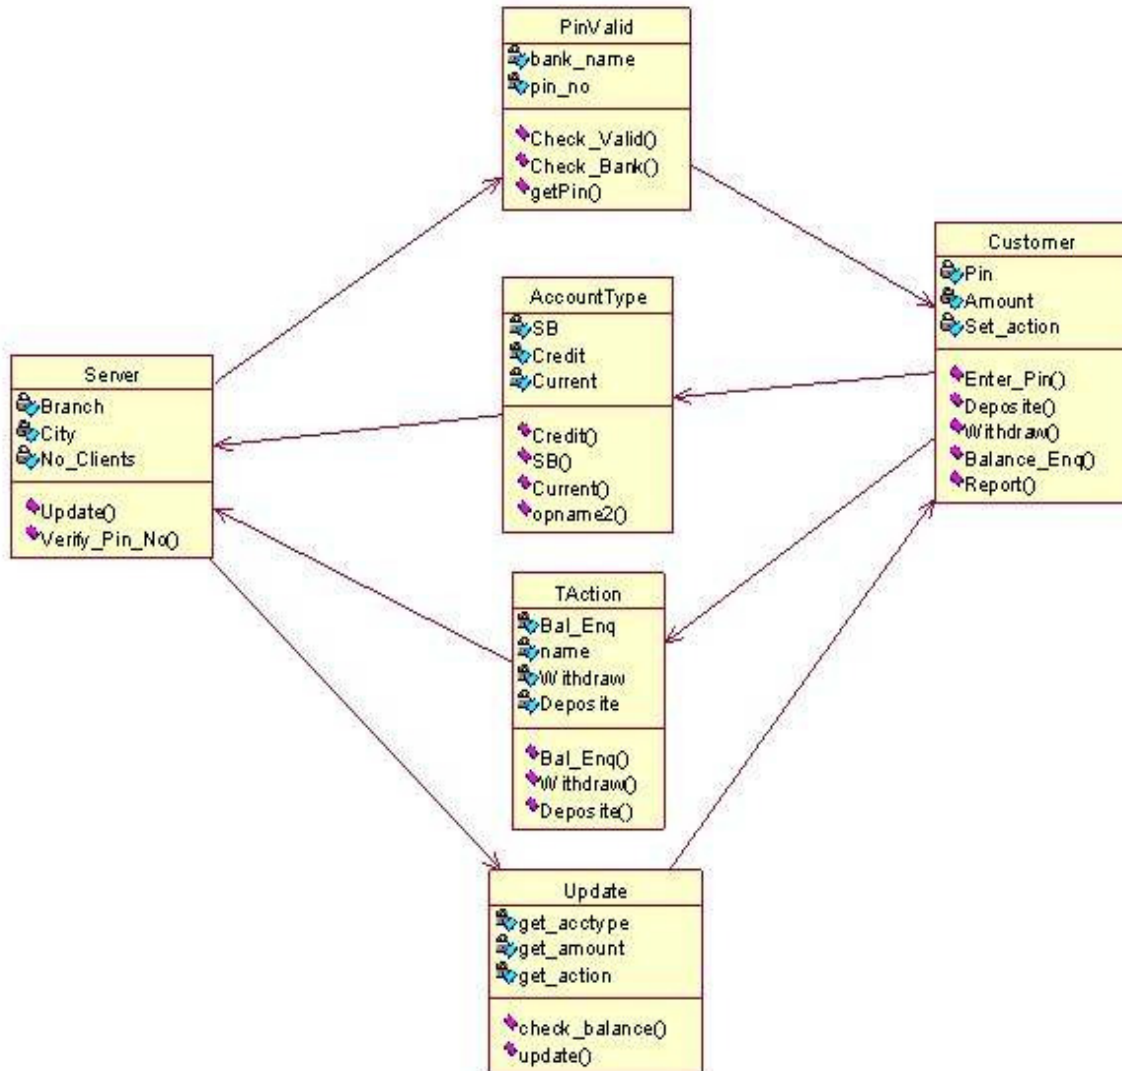 PinValid
bank_name
pin_no
Check_Valid()
Check_Bank()
getPin()
Customer
Pin
Amount
Set_action
Enter_Pin()
Deposite()
Withdraw()
Balance_Enq()
Report()
AccountType
SB
Credit
Current
Credit()
SB()
Current()
opname2()
Server
Branch
City
No_Clients
Update()
Verify_Pin_No()
TAction
Bal_Enq
name
Withdraw
Deposite
Bal_Enq()
Withdraw()
Deposite()
Update
get_acctype
get_amount
get_action
check_balance()
update()